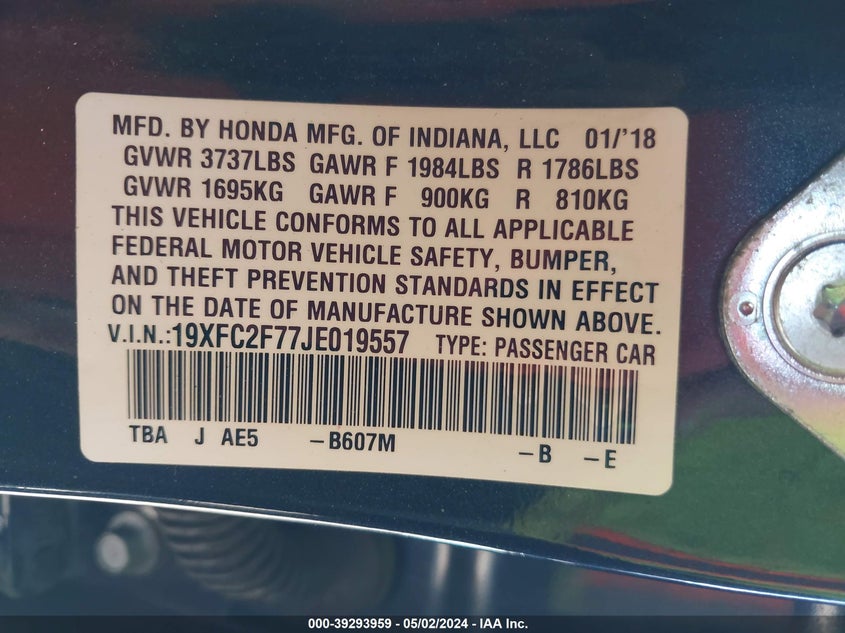 MFD. BY HONDA MFG. OF INDIANA, LLC 01/'18
GVWR 3737LBS GAWR F 1984LBS R 1786LBS
GVWR 1695KG GAWR F 900KG R 810KG
THIS VEHICLE CONFORMS TO ALL APPLICABLE
FEDERAL MOTOR VEHICLE SAFETY, BUMPER,
AND THEFT PREVENTION STANDARDS IN EFFECT
ON THE DATE OF MANUFACTURE SHOWN ABOVE.
V.I.N.:19XFC2F77JE019557 TYPE: PASSENGER CAR
TBA J AE5 -B607M -B -E
000-39293959 - 05/02/2024 - IAA Inc.